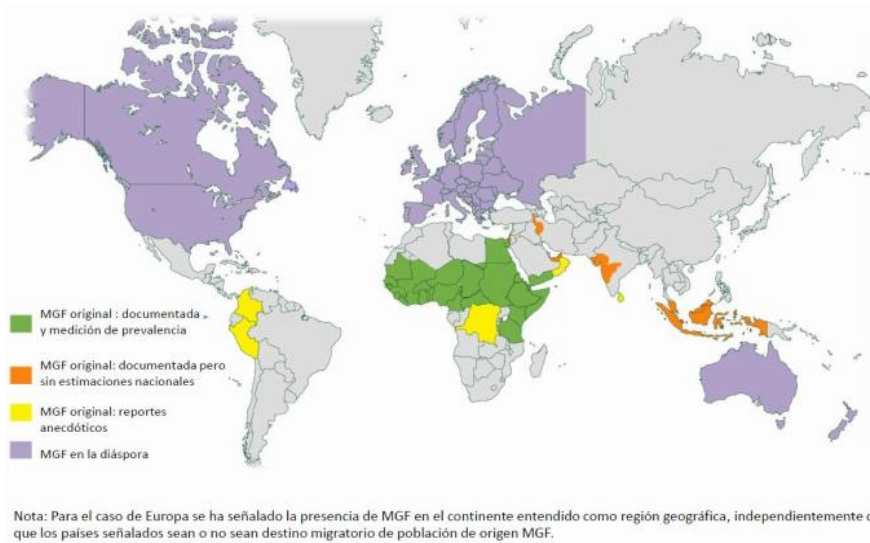 MGF original : documentada
y medición de prevalencia
MGF original: documentada pero
sin estimaciones nacionales
MGF original: reportes
anecdóticos
MGF en la diáspora
Nota: Para el caso de Europa se ha señalado la presencia de MGF en el continente entendido como región geográfica, independientemente
que los países señalados sean o no sean destino migratorio de población de origen MGF.